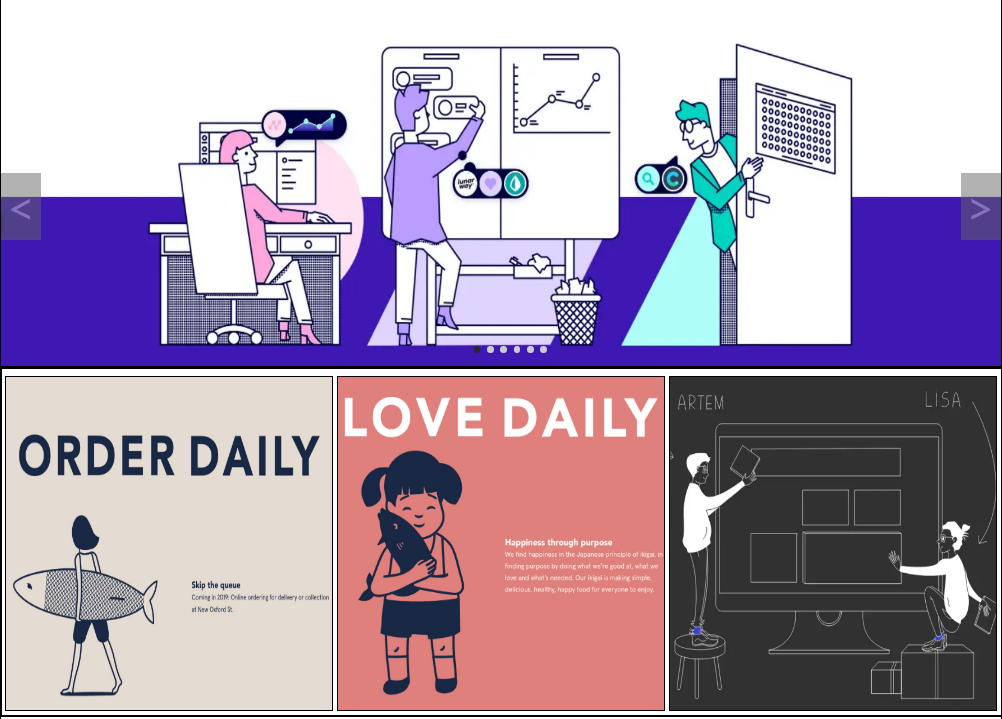 lunar
way
<
>
ORDER DAILY
Skip the queue
Coming in 2019: Online ordering for delivery or collection
at New Oxford St.
LOVE DAILY
Happiness through purpose
We find happiness in the Japanese principle of ikigai, in
finding purpose by doing what we're good at, what we
love and what's needed. Our ikigai is making simple,
delicious, healthy, happy food for everyone to enjoy.
ARTEM
LISA